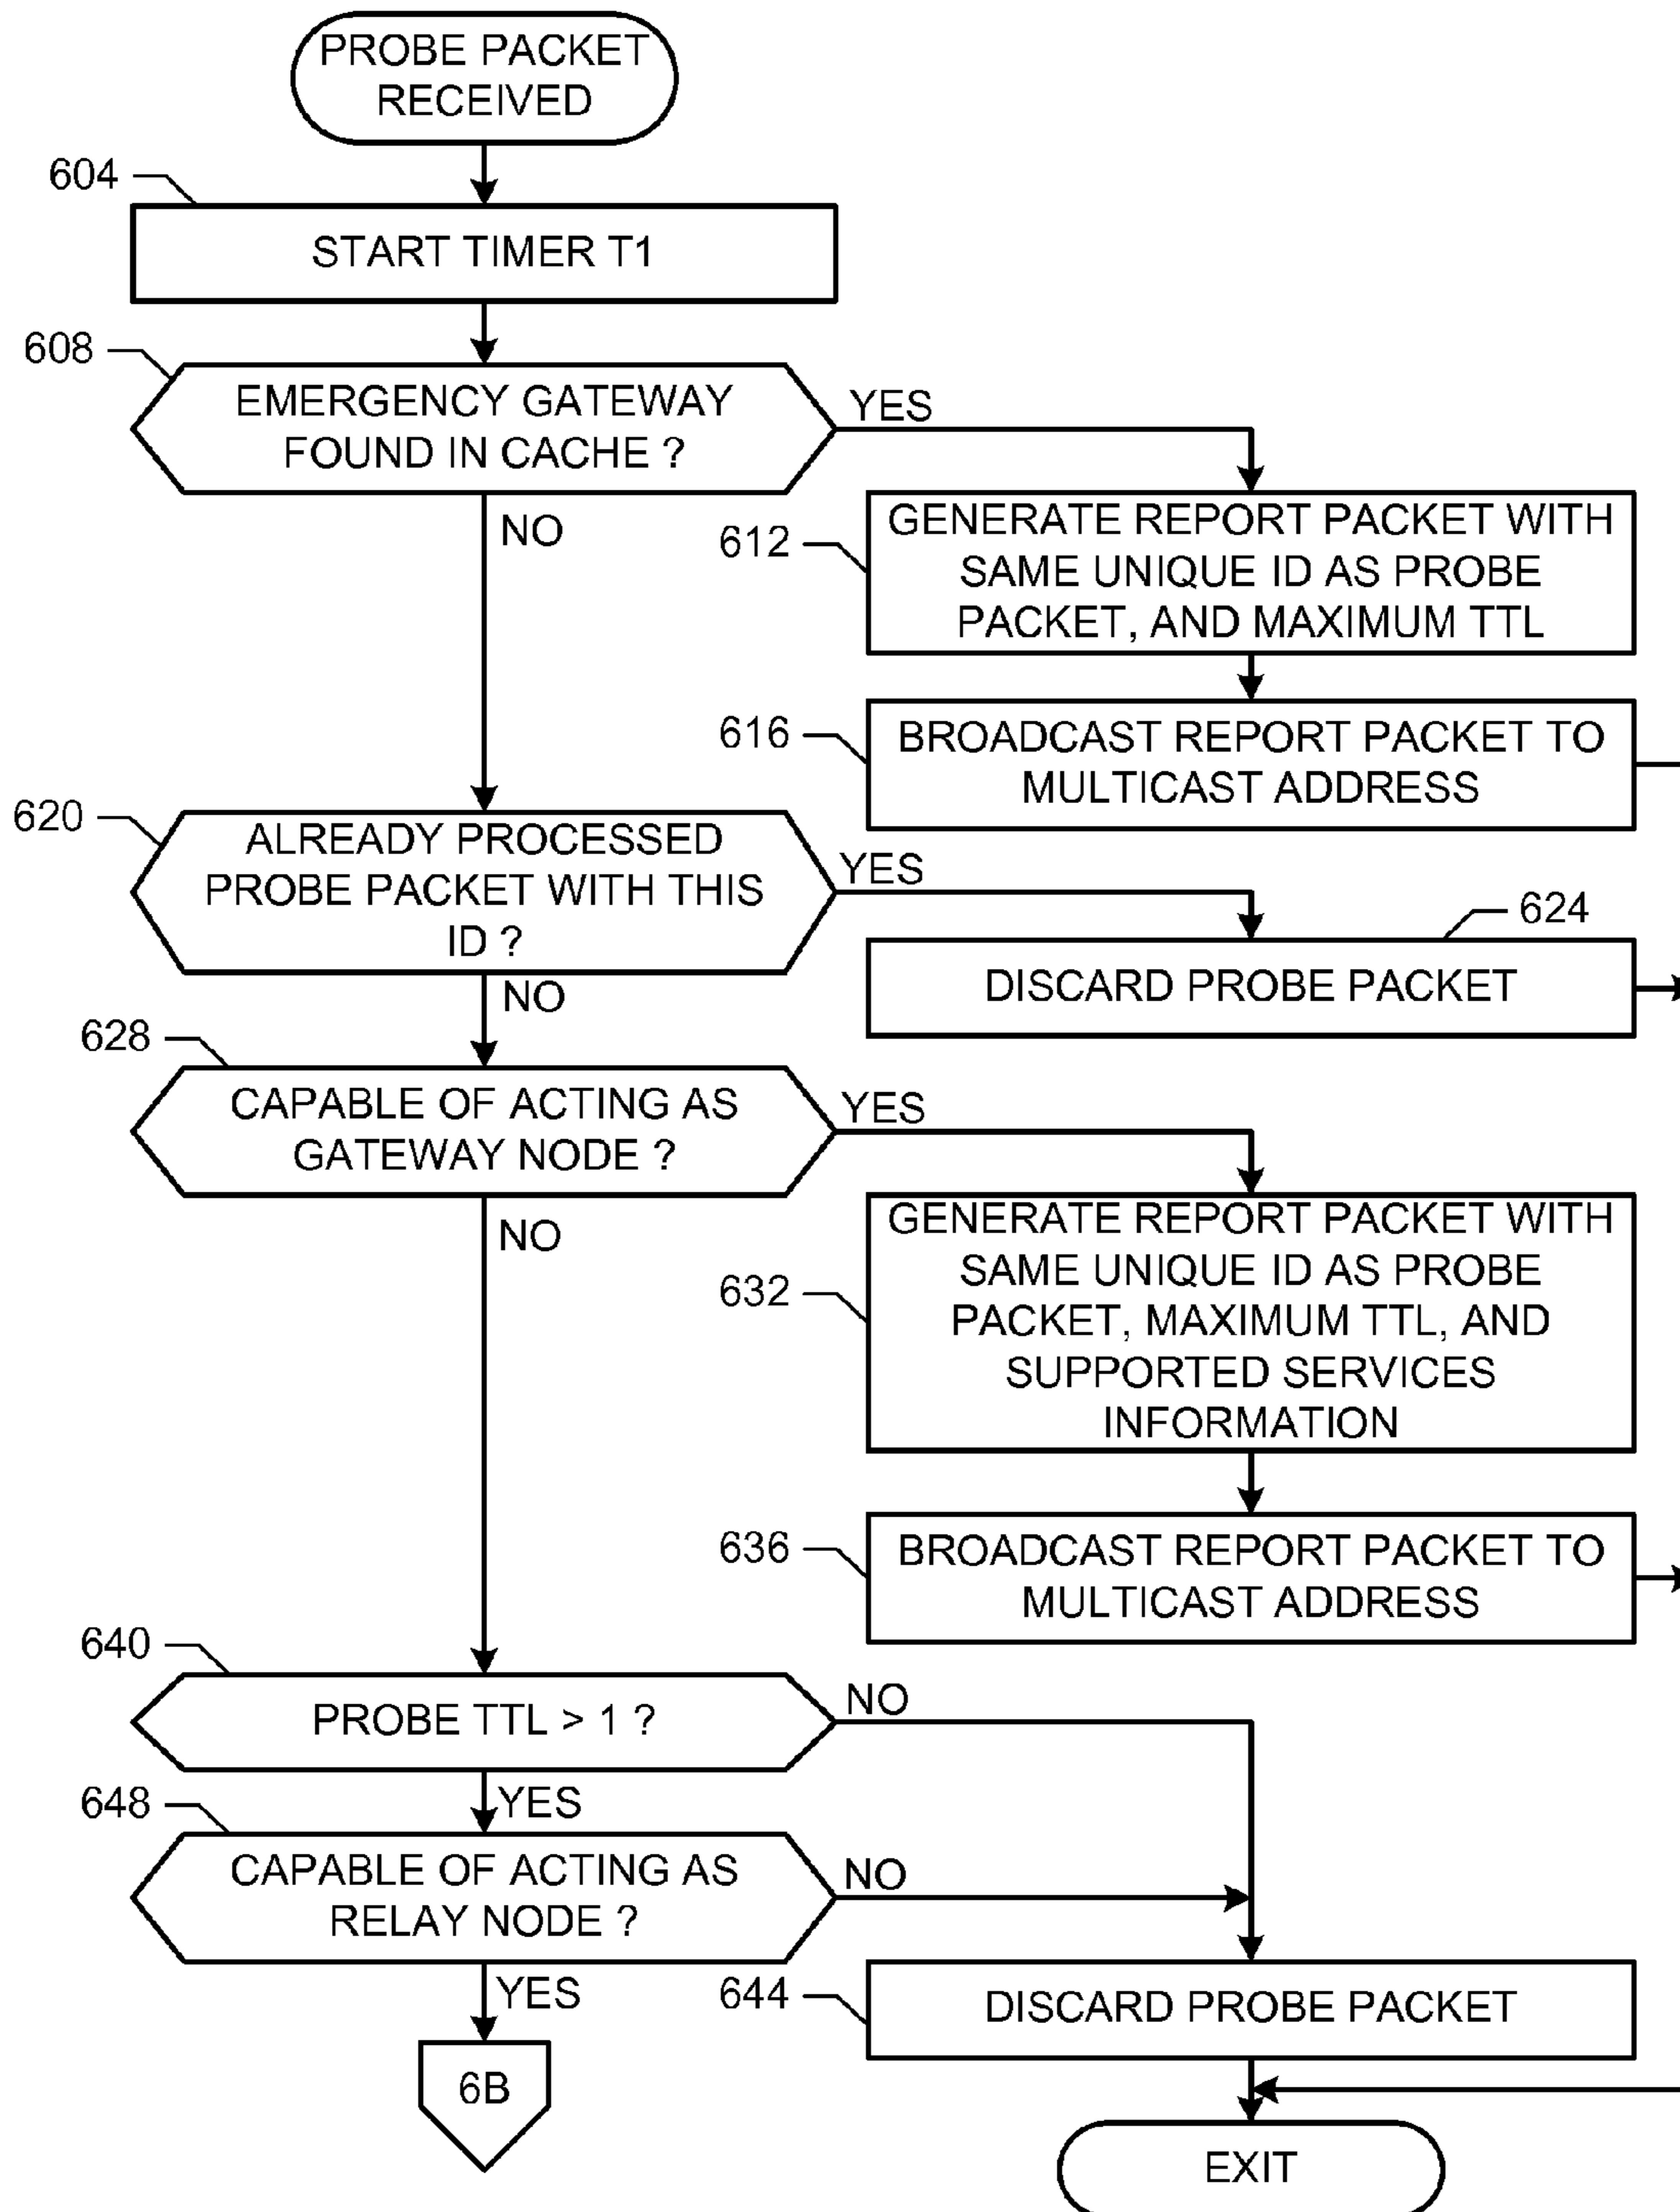 PROBE PACKET
RECEIVED
604
START TIMER T1
608
EMERGENCY GATEWAY
FOUND IN CACHE ?
YES
NO
612
GENERATE REPORT PACKET WITH
SAME UNIQUE ID AS PROBE
PACKET, AND MAXIMUM TTL
616
BROADCAST REPORT PACKET TO
MULTICAST ADDRESS
620
ALREADY PROCESSED
PROBE PACKET WITH THIS
ID ?
YES
NO
624
DISCARD PROBE PACKET
628
CAPABLE OF ACTING AS
GATEWAY NODE ?
YES
NO
632
GENERATE REPORT PACKET WITH
SAME UNIQUE ID AS PROBE
PACKET, MAXIMUM TTL, AND
SUPPORTED SERVICES
INFORMATION
636
BROADCAST REPORT PACKET TO
MULTICAST ADDRESS
640
PROBE TTL > 1 ?
NO
YES
648
CAPABLE OF ACTING AS
RELAY NODE ?
NO
YES
644
DISCARD PROBE PACKET
6B
EXIT